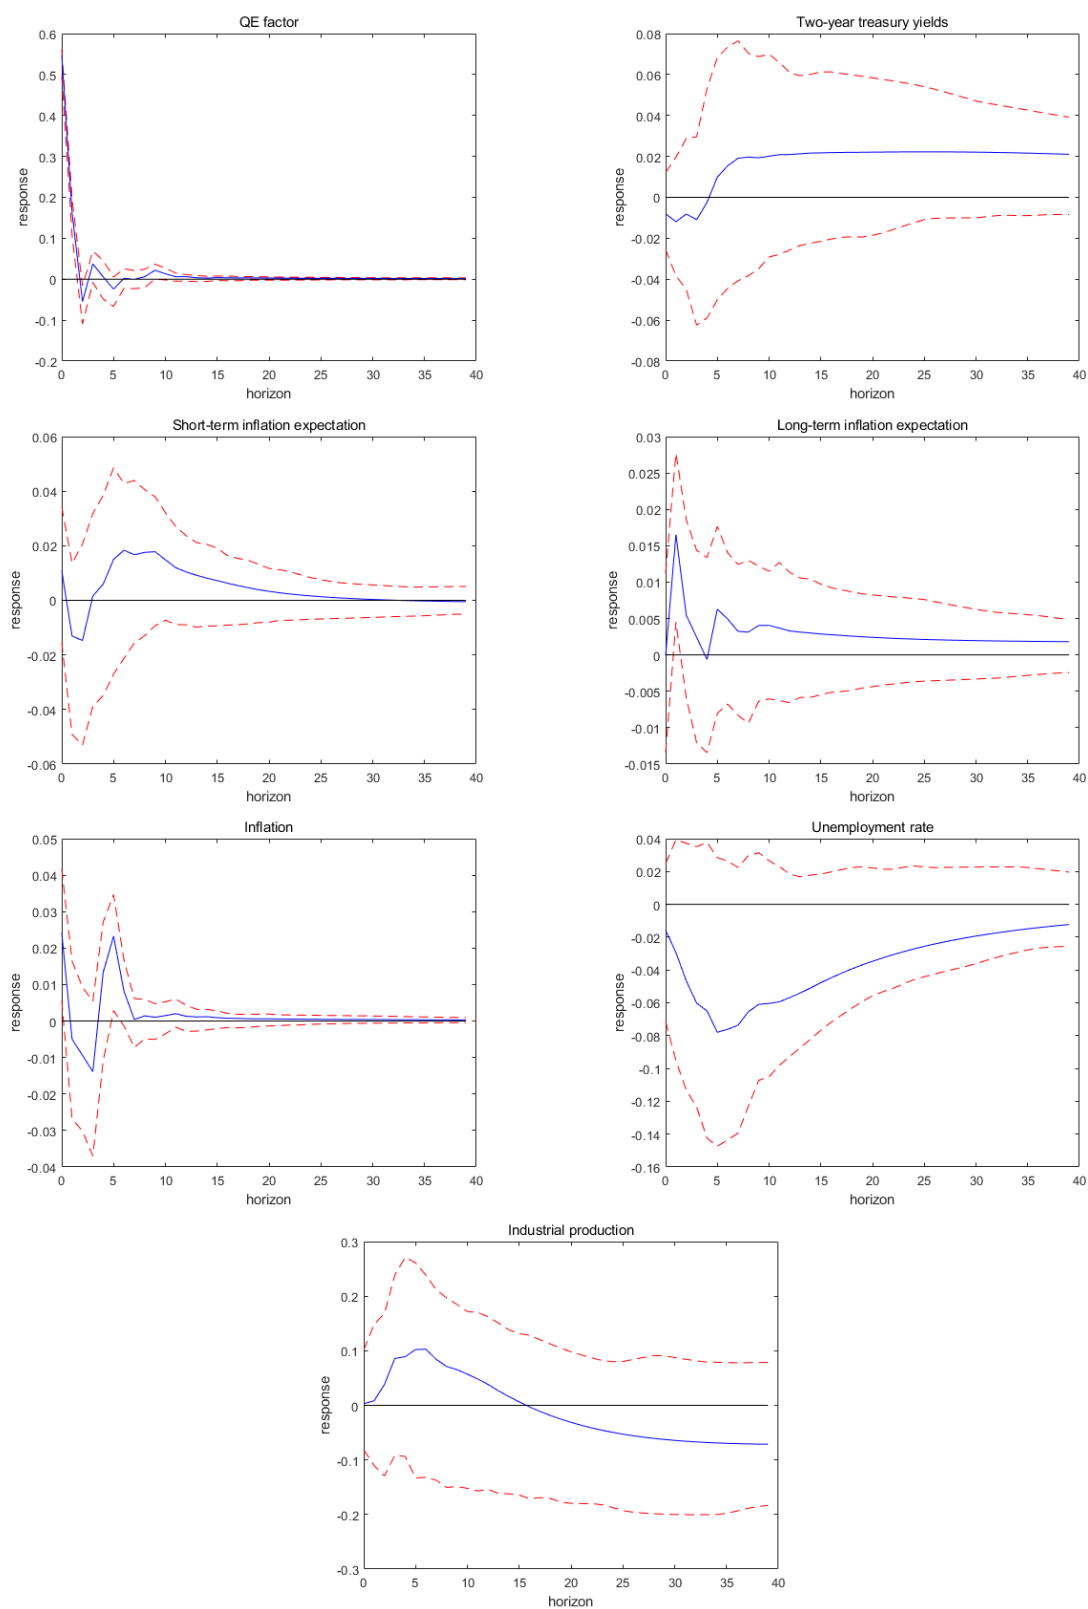 QE factor
0.6
0.5
0.4
0.3
0.2
0.1
0
-0.1
-0.2
response
0 5 10 15 20 25 30 35 40
horizon
Two-year treasury yields
0.08
0.06
0.04
0.02
0
-0.02
-0.04
-0.06
-0.08
response
0 5 10 15 20 25 30 35 40
horizon
Short-term inflation expectation
0.06
0.04
0.02
0
-0.02
-0.04
-0.06
response
0 5 10 15 20 25 30 35 40
horizon
Long-term inflation expectation
0.03
0.025
0.02
0.015
0.01
0.005
0
-0.005
-0.01
-0.015
response
0 5 10 15 20 25 30 35 40
horizon
Inflation
0.05
0.04
0.03
0.02
0.01
0
-0.01
-0.02
-0.03
-0.04
response
0 5 10 15 20 25 30 35 40
horizon
Unemployment rate
0.04
0.02
0
-0.02
-0.04
-0.06
-0.08
-0.1
-0.12
-0.14
-0.16
response
0 5 10 15 20 25 30 35 40
horizon
Industrial production
0.3
0.2
0.1
0
-0.1
-0.2
-0.3
response
0 5 10 15 20 25 30 35 40
horizon